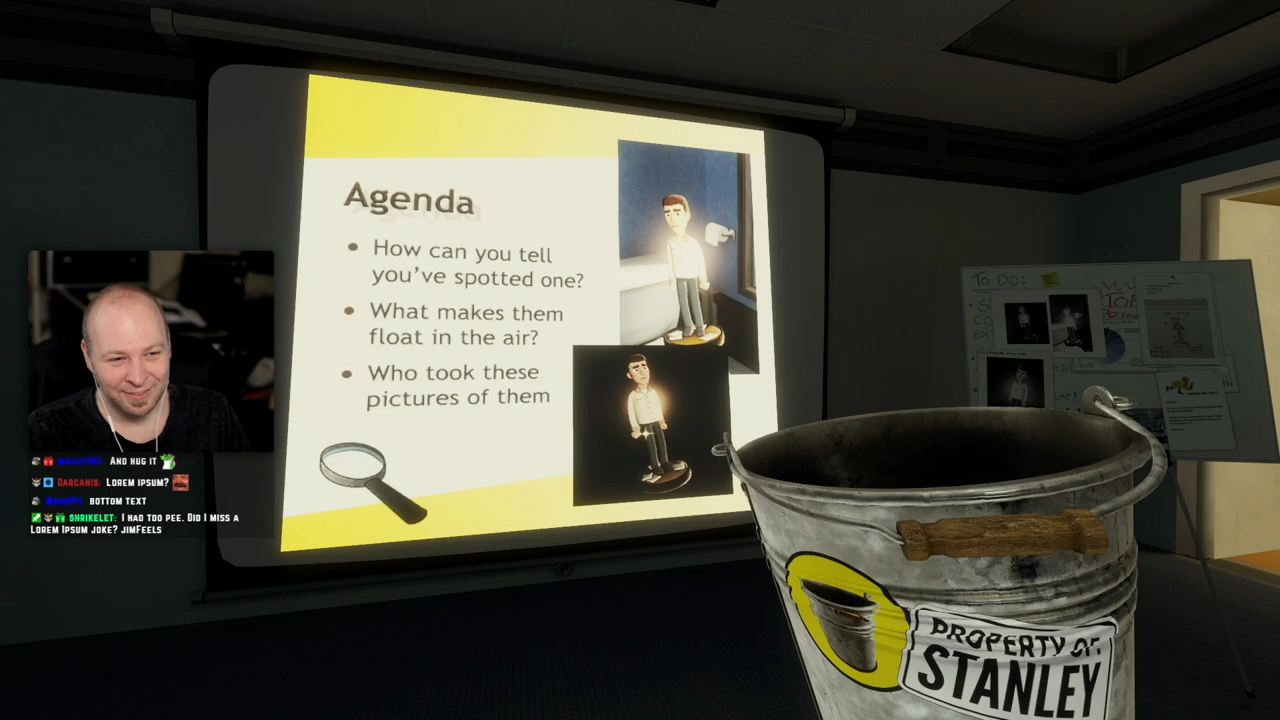 Agenda
How can you tell
you've spotted one?
What makes them
float in the air?
Who took these
pictures of them
TO DO:
AND HUG IT
DARCANIS: LOREM IPSUM?
BOTTOM TEXT
SHRIKELET: I HAD TOO PEE. DID I MISS A
LOREM IPSUM JOKE? JIMFEELS
PROPERTY OF:
STANLEY